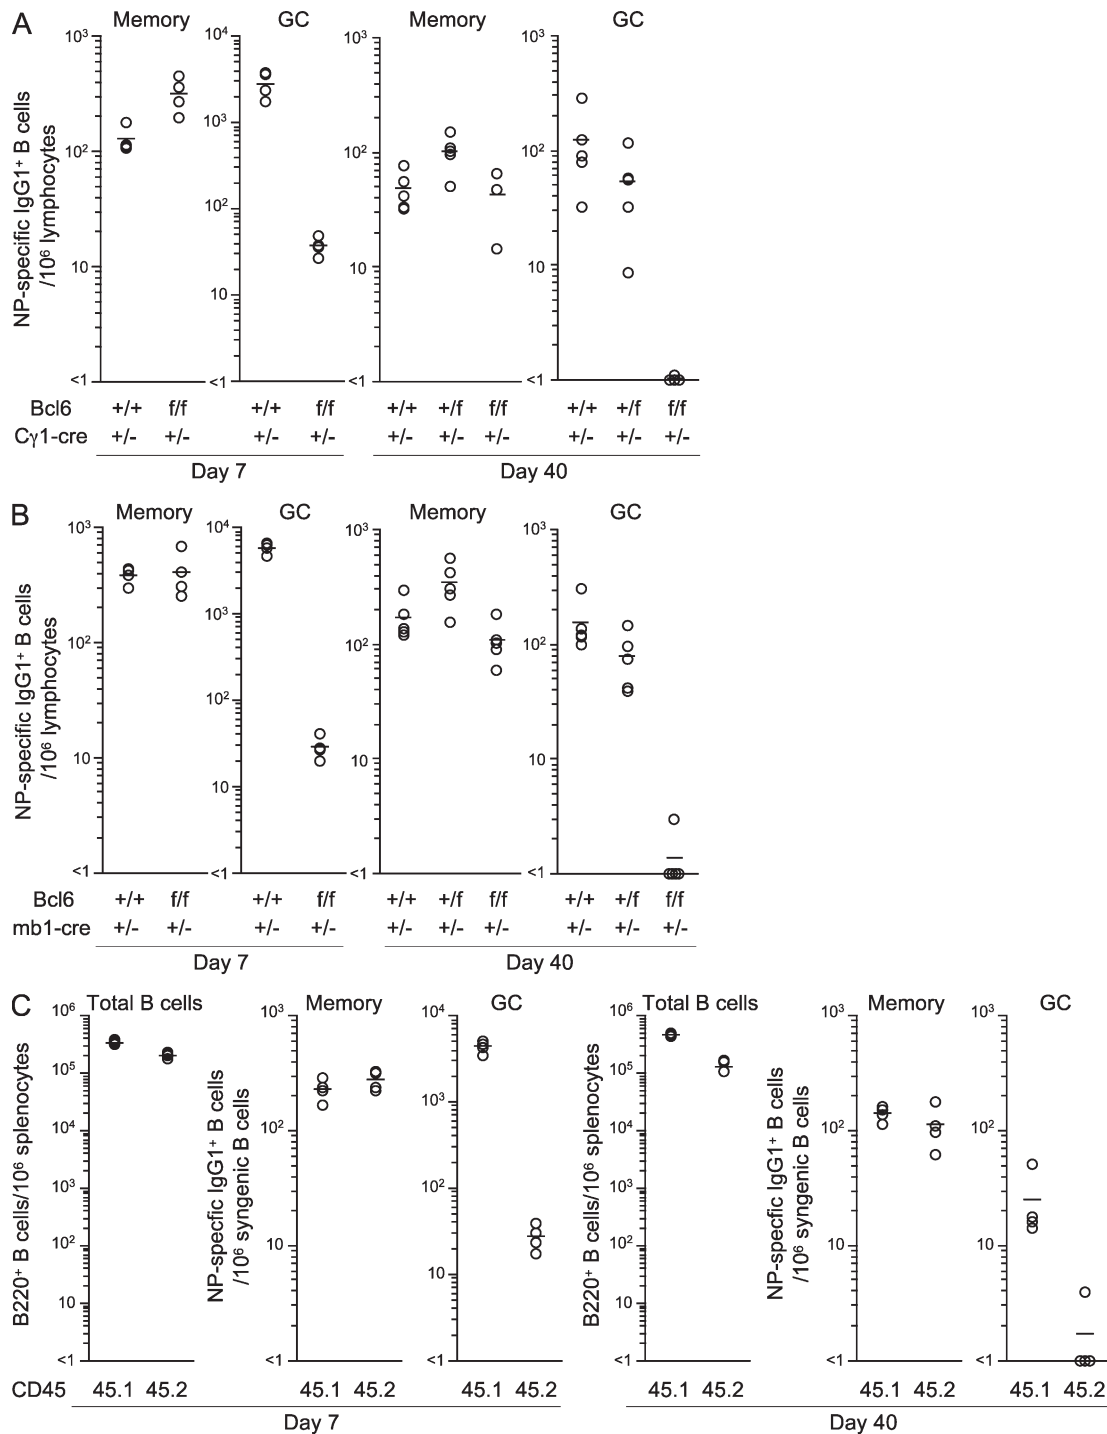 A
Memory GC Memory GC
10³ 10⁴ 10³ 10³
10³
10² 10² 10²
10²
10 10 10
10
<1 <1 <1 <1
NP-specific IgG1⁺ B cells
/10⁶ lymphocytes
Bcl6 +/+ f/f +/+ f/f +/+ +/f f/f +/+ +/f f/f
Cγ1-cre +/- +/- +/- +/- +/- +/- +/- +/- +/- +/-
Day 7 Day 40
B
Memory GC Memory GC
10³ 10⁴ 10³ 10³
10³
10² 10² 10²
10²
10 10 10
10
<1 <1 <1 <1
NP-specific IgG1⁺ B cells
/10⁶ lymphocytes
Bcl6 +/+ f/f +/+ f/f +/+ +/f f/f +/+ +/f f/f
mb1-cre +/- +/- +/- +/- +/- +/- +/- +/- +/- +/-
Day 7 Day 40
C
Total B cells Memory GC Total B cells Memory GC
10⁶ 10³ 10⁴ 10⁶ 10³ 10³
10⁵ 10⁵
10³
10⁴ 10² 10⁴ 10² 10²
10³ 10³
10²
10² 10 10² 10 10
10
10 10
<1 <1 <1 <1 <1 <1
B220⁺ B cells/10⁶ splenocytes
NP-specfic IgG1⁺ B cells
/10⁶ syngenic B cells
B220⁺ B cells/10⁶ splenocytes
NP-specfic IgG1⁺ B cells
/10⁶ syngenic B cells
CD45 45.1 45.2 45.1 45.2 45.1 45.2 45.1 45.2 45.1 45.2 45.1 45.2
Day 7 Day 40